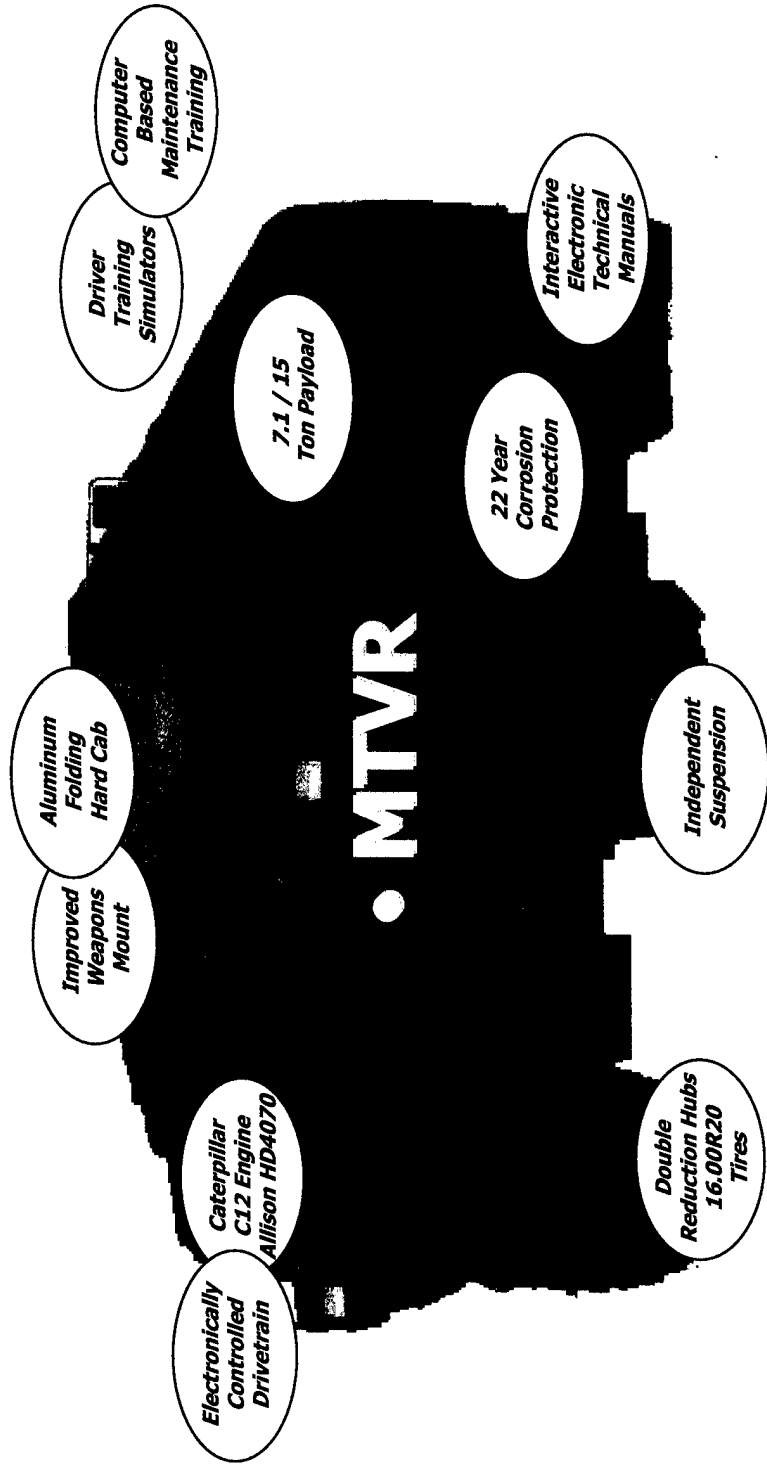 Aluminum
Folding
Hard Cab
Improved
Weapons
Mount
Driver
Training
Simulators
Computer
Based
Maintenance
Training
Electronically
Controlled
Drivetrain
Caterpillar
C12 Engine
Allison HD4070
7.1 / 15
Ton Payload
• MTVR
22 Year
Corrosion
Protection
Interactive
Electronic
Technical
Manuals
Double
Reduction Hubs
16.00R20
Tires
Independent
Suspension